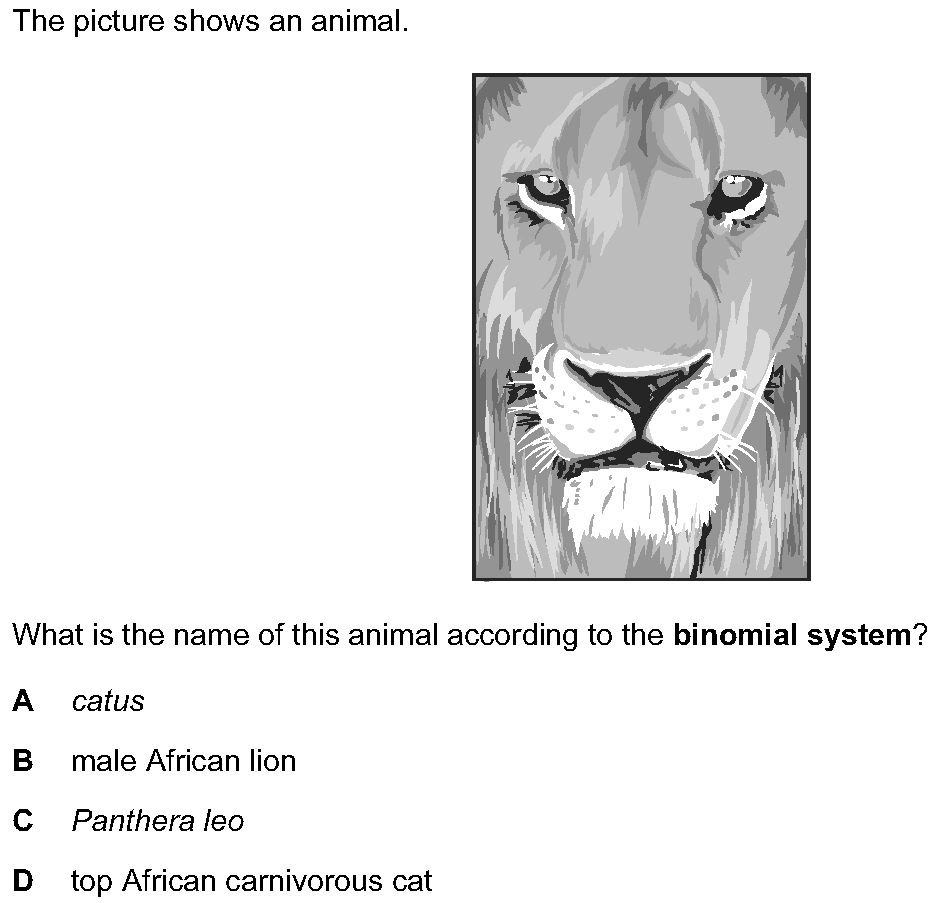 The picture shows an animal.
What is the name of this animal according to the binomial system?
A catus
B male African lion
C Panthera leo
D top African carnivorous cat